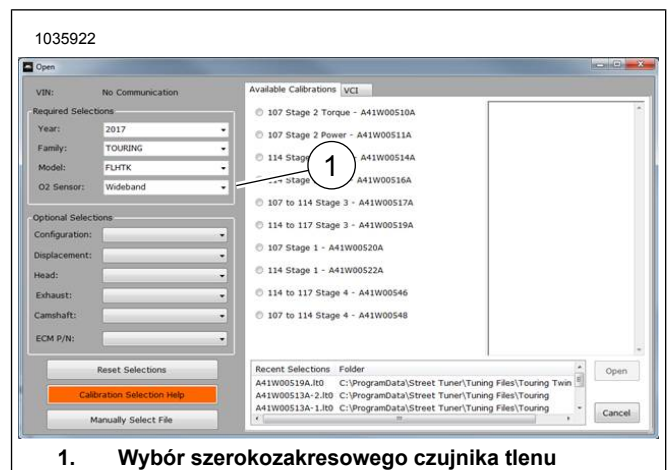 1035922
Open
VIN: No Communication
Required Selections
Year: 2017
Family: TOURING
Model: FLHTK
O2 Sensor: Wideband
Optional Selections
Configuration:
Displacement:
Head:
Exhaust:
Camshaft:
ECM P/N:
Reset Selections
Calibration Selection Help
Manually Select File
Available Calibrations VCI
107 Stage 2 Torque - A41W00510A
107 Stage 2 Power - A41W00511A
114 Stage A41W00514A
114 Stage A41W00516A
107 to 114 Stage 3 - A41W00517A
114 to 117 Stage 3 - A41W00519A
107 Stage 1 - A41W00520A
114 Stage 1 - A41W00522A
114 to 117 Stage 4 - A41W00546
107 to 114 Stage 4 - A41W00548
1
Recent Selections Folder
A41W00519A.lt0 C:\ProgramData\Street Tuner\Tuning Files\Touring Twin
A41W00513A-2.lt0 C:\ProgramData\Street Tuner\Tuning Files\Touring
A41W00513A-1.lt0 C:\ProgramData\Street Tuner\Tuning Files\Touring
Open
Cancel
1. Wybór szerokozakresowego czujnika tlenu